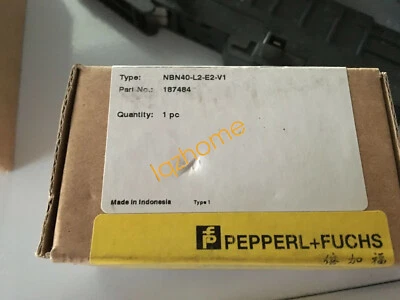 Type: NBN40-L2-E2-V1
Part No.: 187484
Quantity: 1 pc
lqzhome
Made in Indonesia Type 1
PEPPERL+FUCHS
倍加福